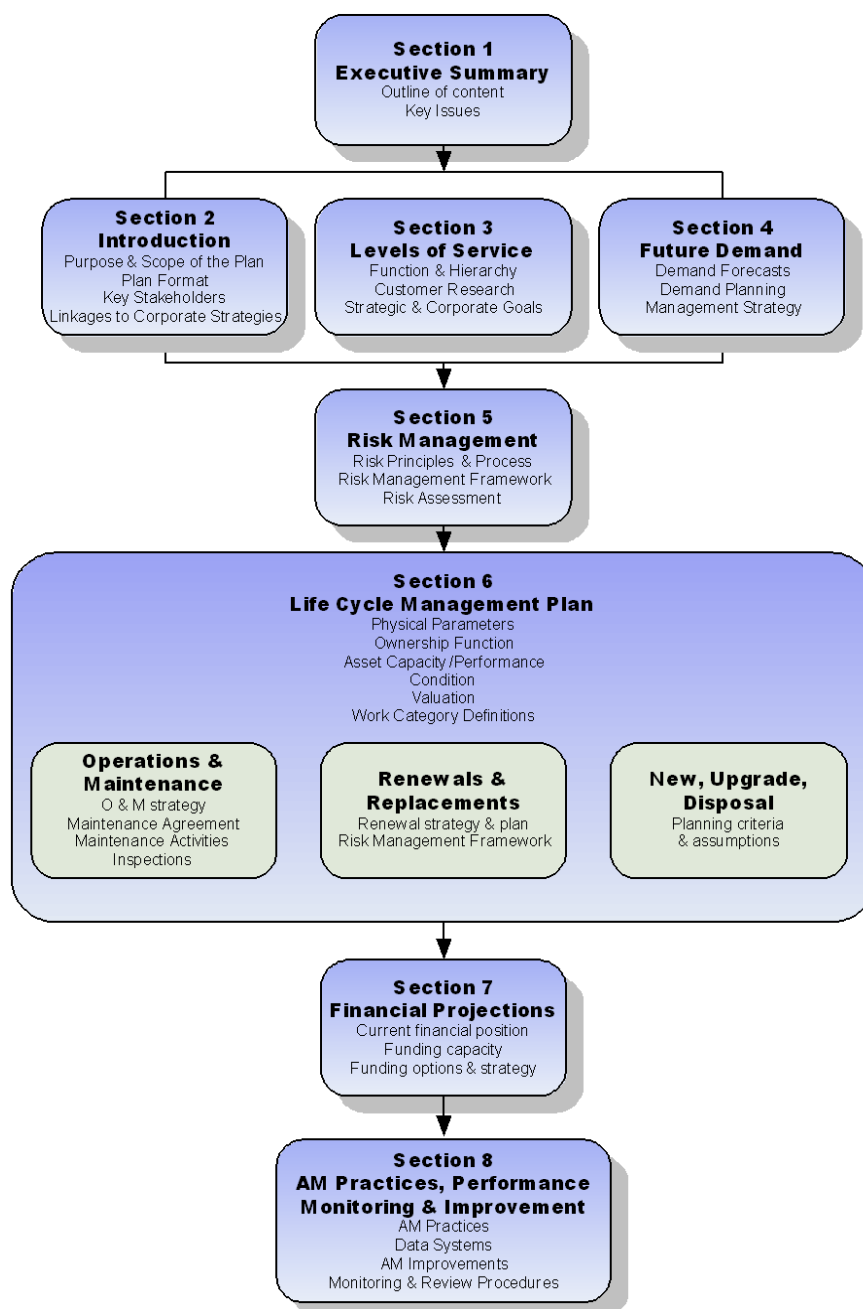 Section 1
Executive Summary
Outline of content
Key Issues
Section 2
Introduction
Purpose & Scope of the Plan
Plan Format
Key Stakeholders
Linkages to Corporate Strategies
Section 3
Levels of Service
Function & Hierarchy
Customer Research
Strategic & Corporate Goals
Section 4
Future Demand
Demand Forecasts
Demand Planning
Management Strategy
Section 5
Risk Management
Risk Principles & Process
Risk Management Framework
Risk Assessment
Section 6
Life Cycle Management Plan
Physical Parameters
Ownership Function
Asset Capacity/Performance
Condition
Valuation
Work Category Definitions
Operations &
Maintenance
O & M strategy
Maintenance Agreement
Maintenance Activities
Inspections
Renewals &
Replacements
Renewal strategy & plan
Risk Management Framework
New, Upgrade,
Disposal
Planning criteria
& assumptions
Section 7
Financial Projections
Current financial position
Funding capacity
Funding options & strategy
Section 8
AM Practices, Performance
Monitoring & Improvement
AM Practices
Data Systems
AM Improvements
Monitoring & Review Procedures